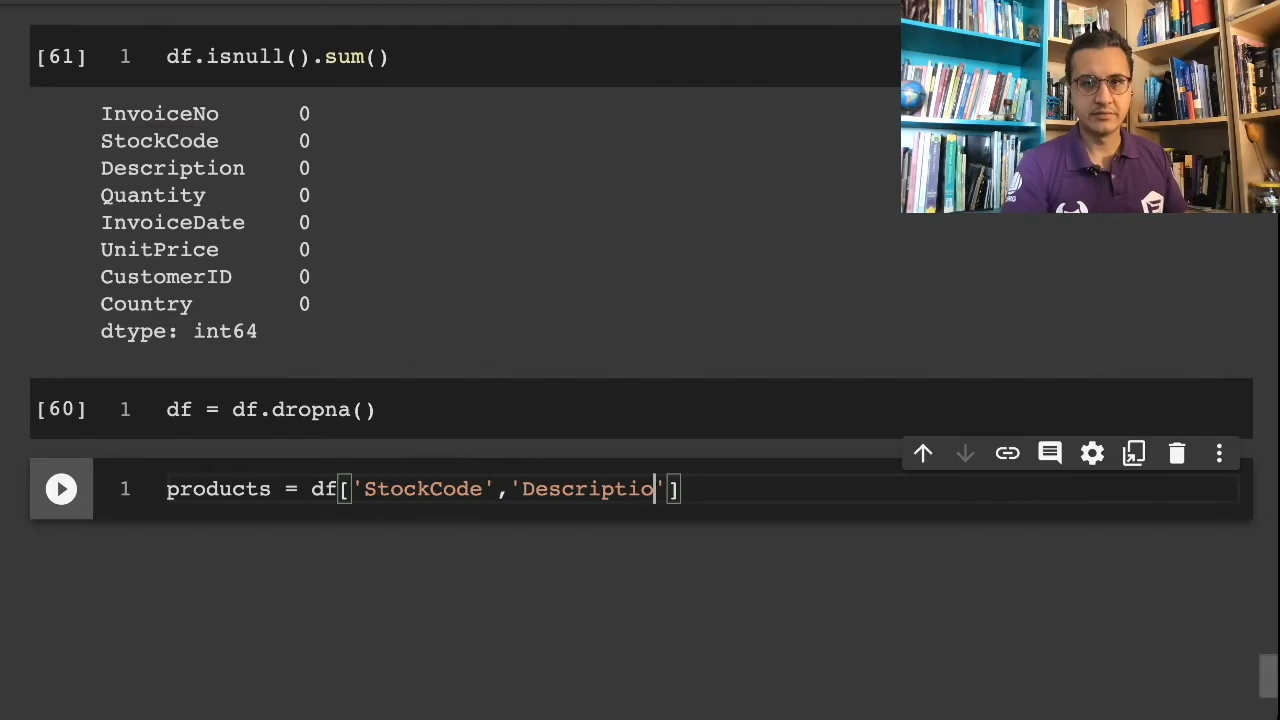 [61] 1 df.isnull().sum()
InvoiceNo 0
StockCode 0
Description 0
Quantity 0
InvoiceDate 0
UnitPrice 0
CustomerID 0
Country 0
dtype: int64
[60] 1 df = df.dropna()
1 products = df['StockCode','Descriptio']